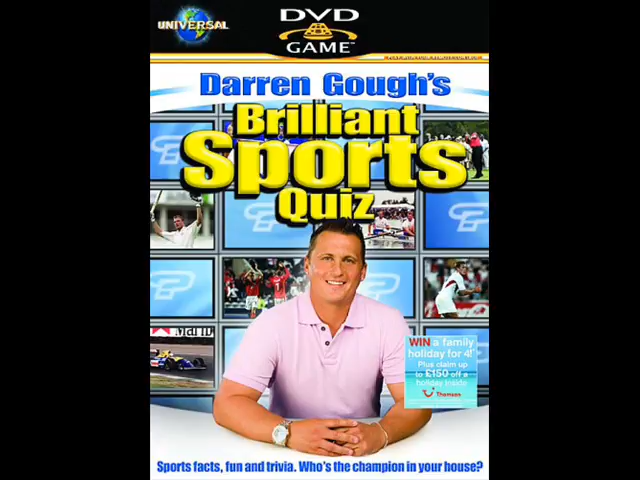 UNIVERSAL
DVD
GAME™
Darren Gough's
Brilliant
Sports
Quiz
WIN a family
holiday for 4!*
Plus claim up
to £150 off a
holiday inside
Thomson
Sports facts, fun and trivia. Who's the champion in your house?